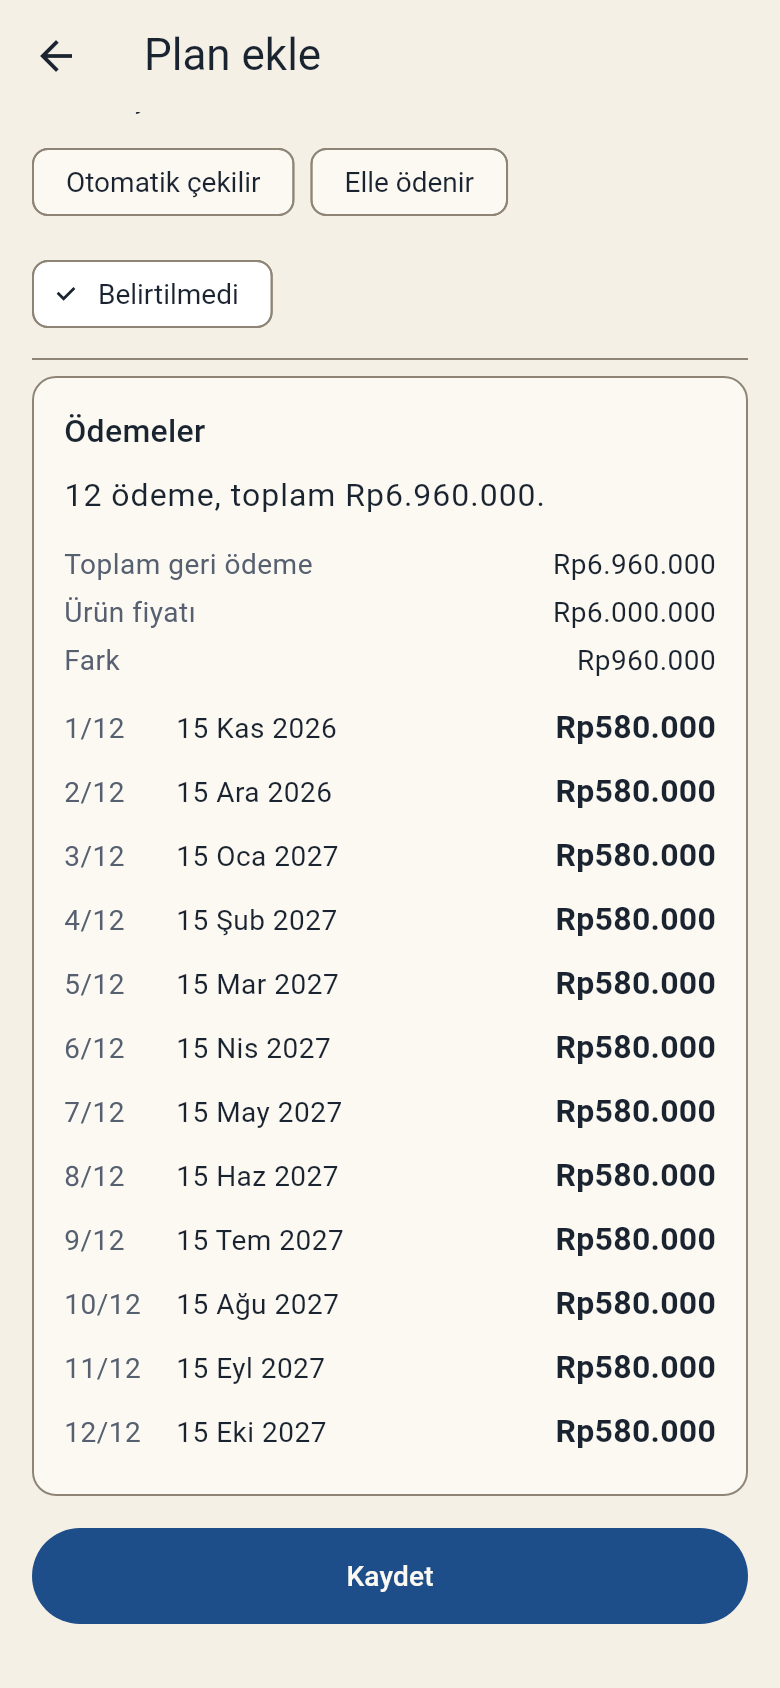 Plan ekle
Otomatik çekilir Elle ödenir
Belirtilmedi
Ödemeler
12 ödeme, toplam Rp6.960.000.
Toplam geri ödeme Rp6.960.000
Ürün fiyatı Rp6.000.000
Fark Rp960.000
1/12 15 Kas 2026 Rp580.000
2/12 15 Ara 2026 Rp580.000
3/12 15 Oca 2027 Rp580.000
4/12 15 Şub 2027 Rp580.000
5/12 15 Mar 2027 Rp580.000
6/12 15 Nis 2027 Rp580.000
7/12 15 May 2027 Rp580.000
8/12 15 Haz 2027 Rp580.000
9/12 15 Tem 2027 Rp580.000
10/12 15 Ağu 2027 Rp580.000
11/12 15 Eyl 2027 Rp580.000
12/12 15 Eki 2027 Rp580.000
Kaydet